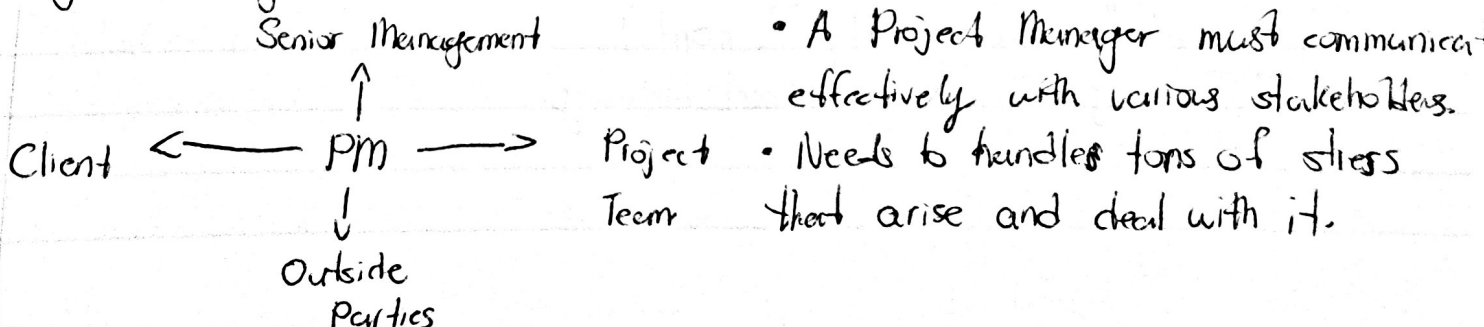 Senior Management
Client
PM
Project
Team
Outside
Parties
• A Project Manager must communicat
effectively with various stakeholders.
• Needs to handles tons of stress
that arise and deal with it.